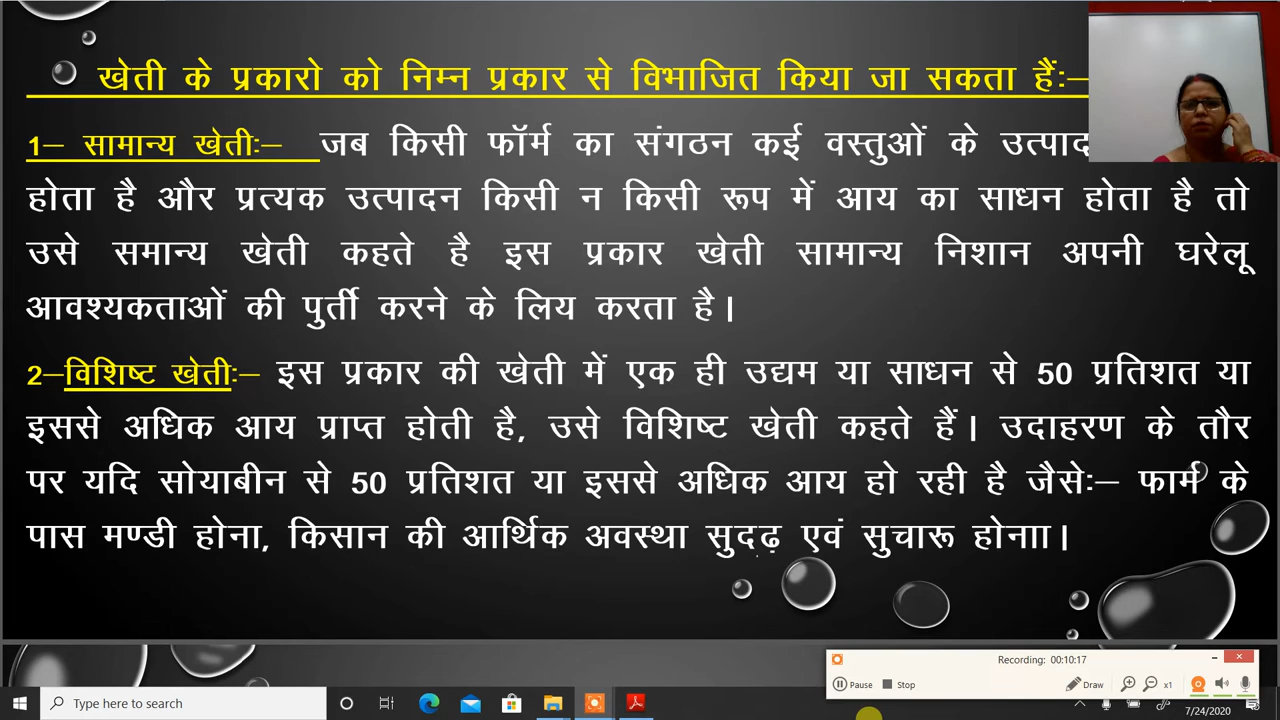 खेती के प्रकारो को निम्न प्रकार से विभाजित किया जा सकता हैंः–
1– सामान्य खेतीः– जब किसी फॉर्म का संगठन कई वस्तुओं के उत्पाद
होता है और प्रत्यक उत्पादन किसी न किसी रूप में आय का साधन होता है तो
उसे समान्य खेती कहते है इस प्रकार खेती सामान्य निशान अपनी घरेलू
आवश्यकताओं की पुर्ती करने के लिय करता है।
2–विशिष्ट खेतीः– इस प्रकार की खेती में एक ही उद्यम या साधन से 50 प्रतिशत या
इससे अधिक आय प्राप्त होती है, उसे विशिष्ट खेती कहते हैं। उदाहरण के तौर
पर यदि सोयाबीन से 50 प्रतिशत या इससे अधिक आय हो रही है जैसेः– फार्म के
पास मण्डी होना, किसान की आर्थिक अवस्था सुदढ़ एवं सुचारू होनाा।
Recording: 00:10:17
Pause Stop Draw x1
Type here to search
7/24/2020